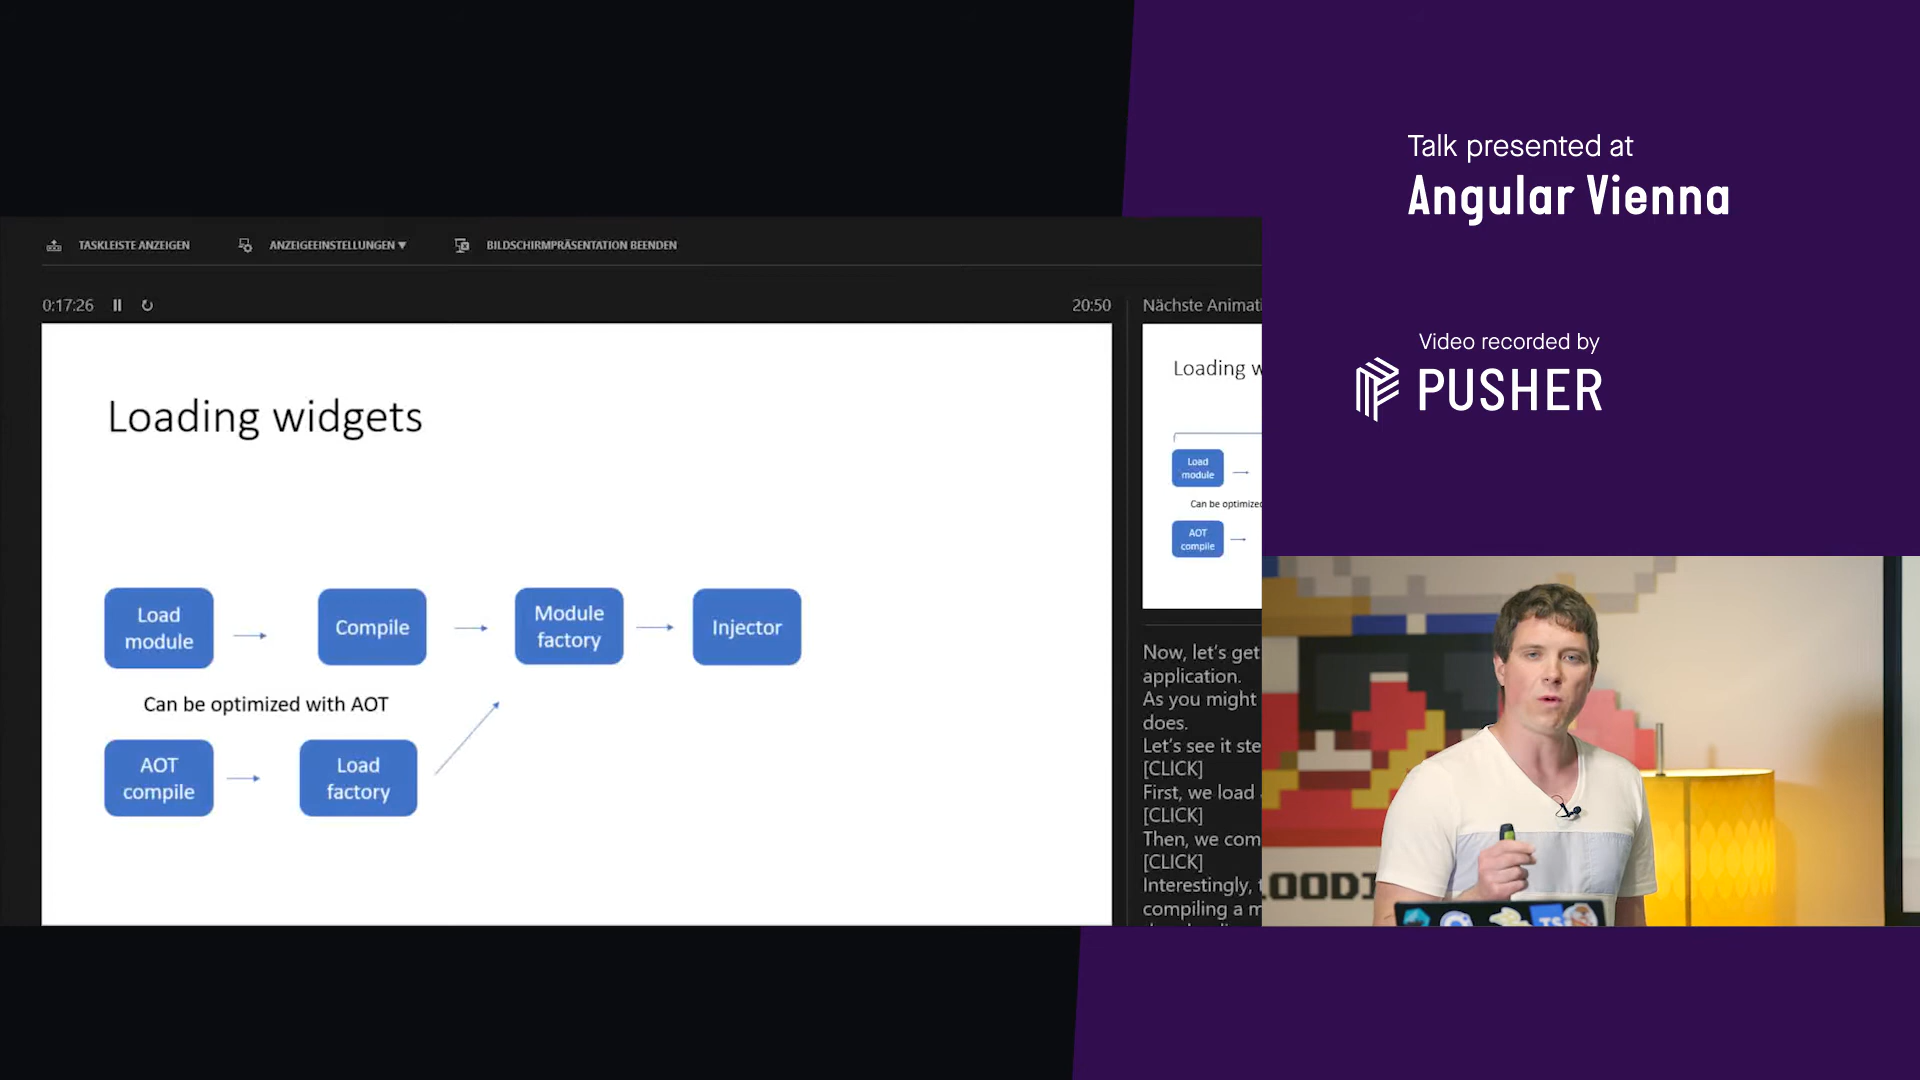 Talk presented at
Angular Vienna
Video recorded by
PUSHER
TASKLEISTE ANZEIGEN
ANZEIGEEINSTELLUNGEN ▼
BILDSCHIRMPRÄSENTATION BEENDEN
0:17:26
20:50
Nächste Animati
Loading widgets
Load
module
Compile
Module
factory
Injector
Can be optimized with AOT
AOT
compile
Load
factory
Loading w
Load
module
Can be optimized
AOT
compile
Now, let's get
application.
As you might
does.
Let's see it ste
[CLICK]
First, we load
[CLICK]
Then, we com
[CLICK]
Interestingly,
compiling a m
TS